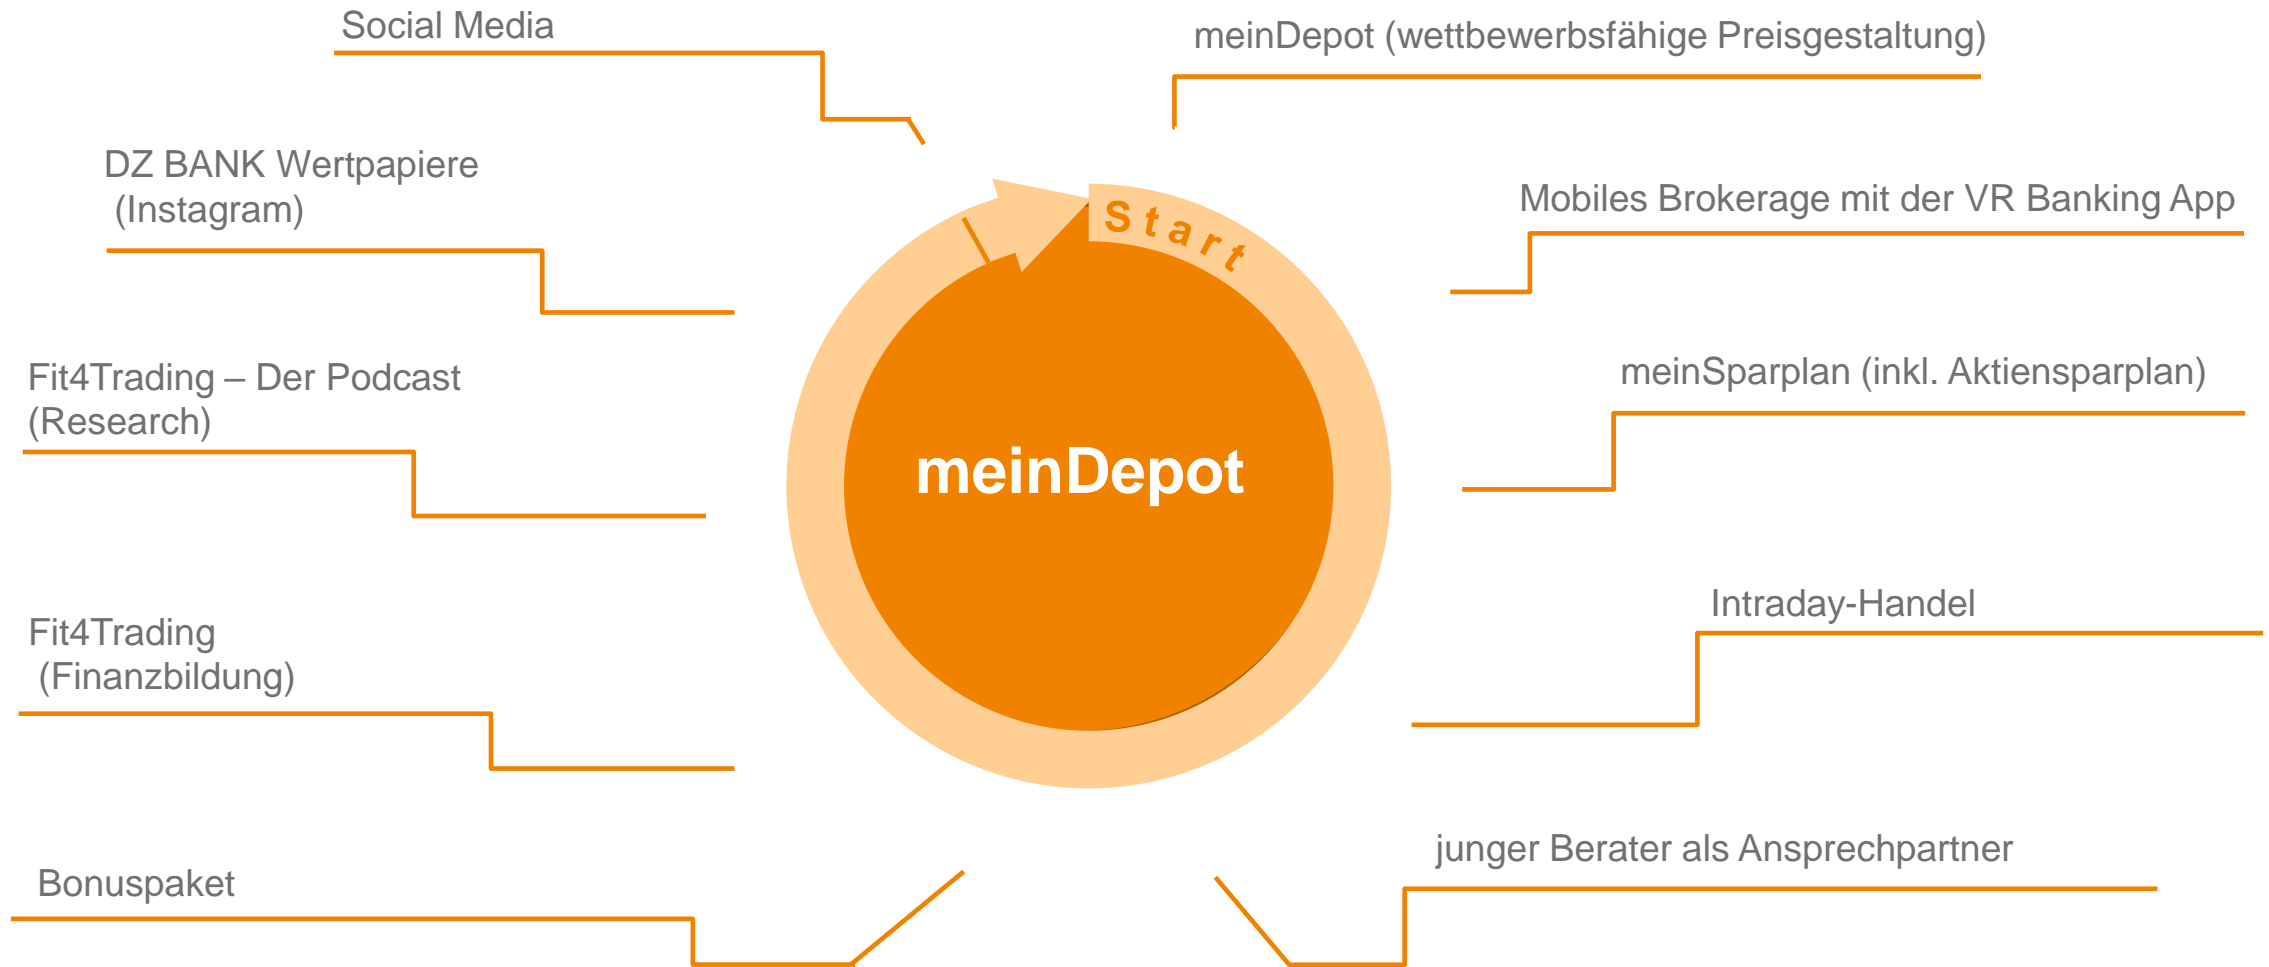 Social Media
meinDepot (wettbewerbsfähige Preisgestaltung)
DZ BANK Wertpapiere
(Instagram)
Mobiles Brokerage mit der VR Banking App
Start
Fit4Trading – Der Podcast
(Research)
meinSparplan (inkl. Aktiensparplan)
meinDepot
Fit4Trading
(Finanzbildung)
Intraday-Handel
Bonuspaket
junger Berater als Ansprechpartner